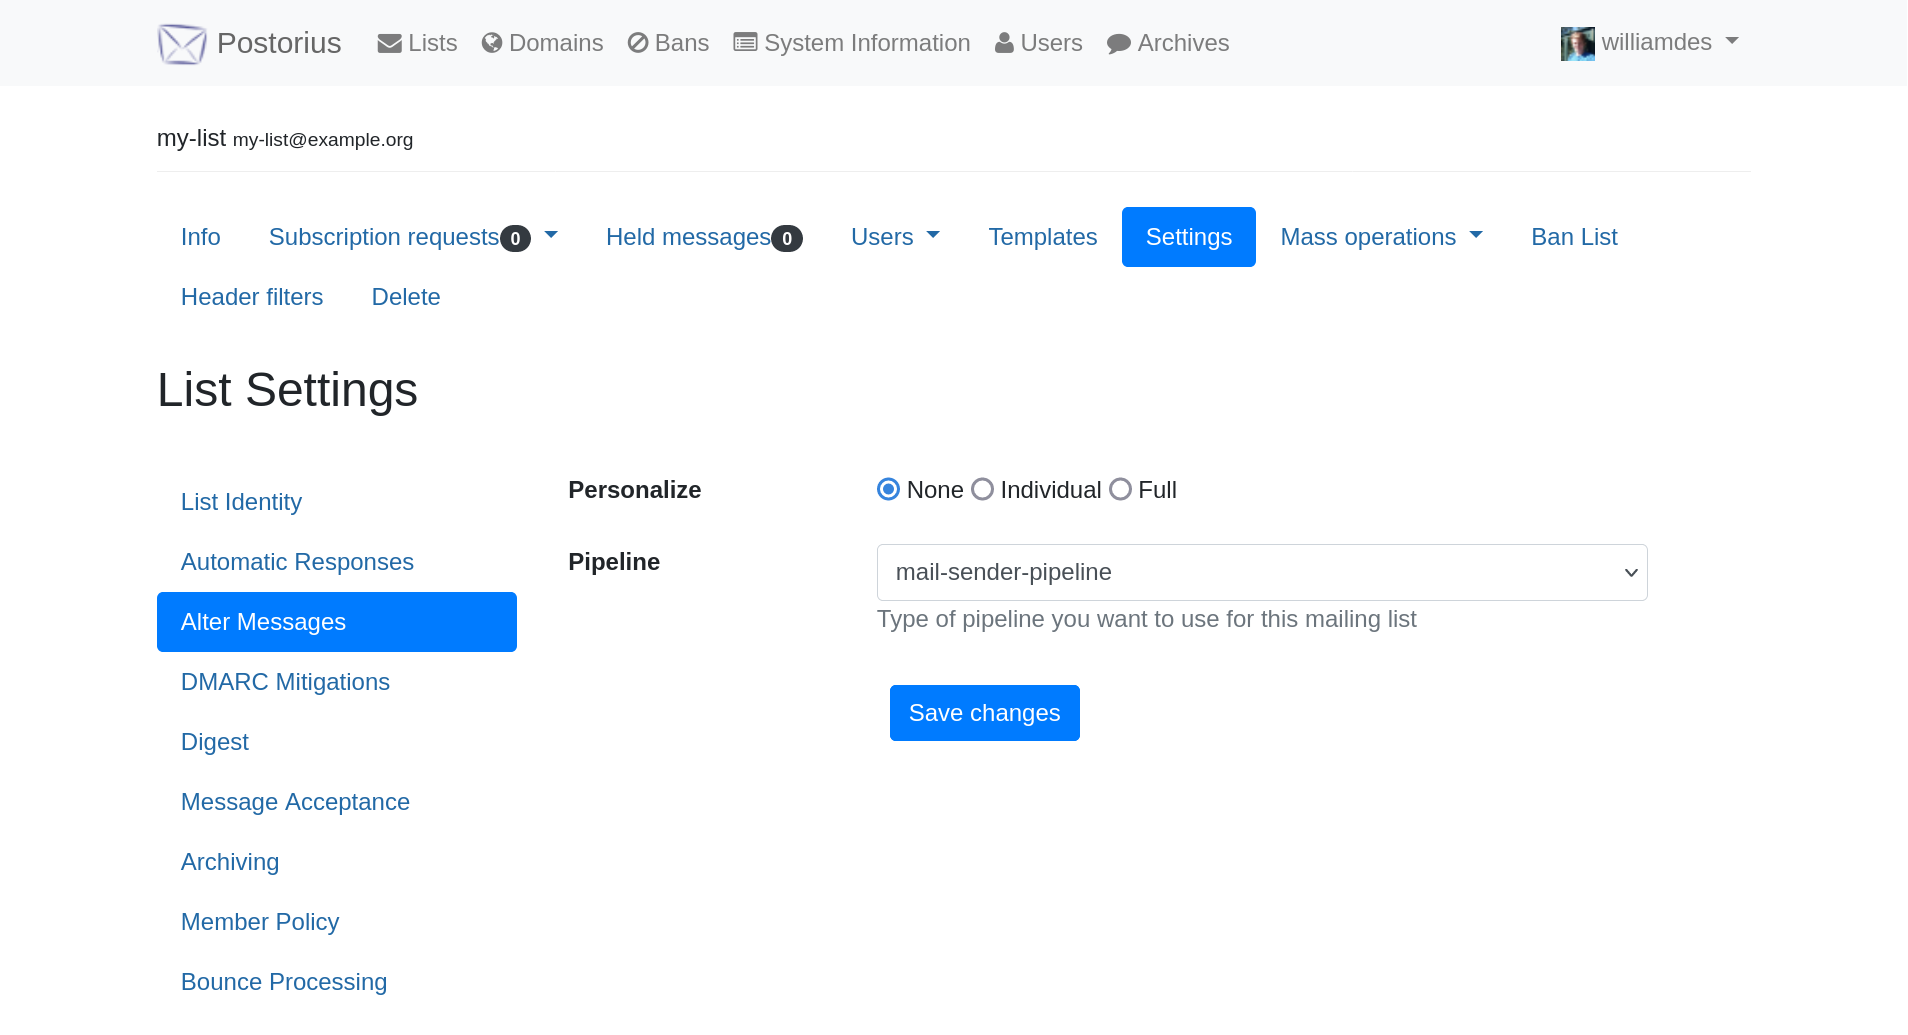 Postorius Lists Domains Bans System Information Users Archives williamdes
my-list my-list@example.org
Info Subscription requests 0 Held messages 0 Users Templates Settings Mass operations Ban List
Header filters Delete
List Settings
Personalize None Individual Full
List Identity
Automatic Responses
Pipeline mail-sender-pipeline
Type of pipeline you want to use for this mailing list
Alter Messages
DMARC Mitigations
Save changes
Digest
Message Acceptance
Archiving
Member Policy
Bounce Processing